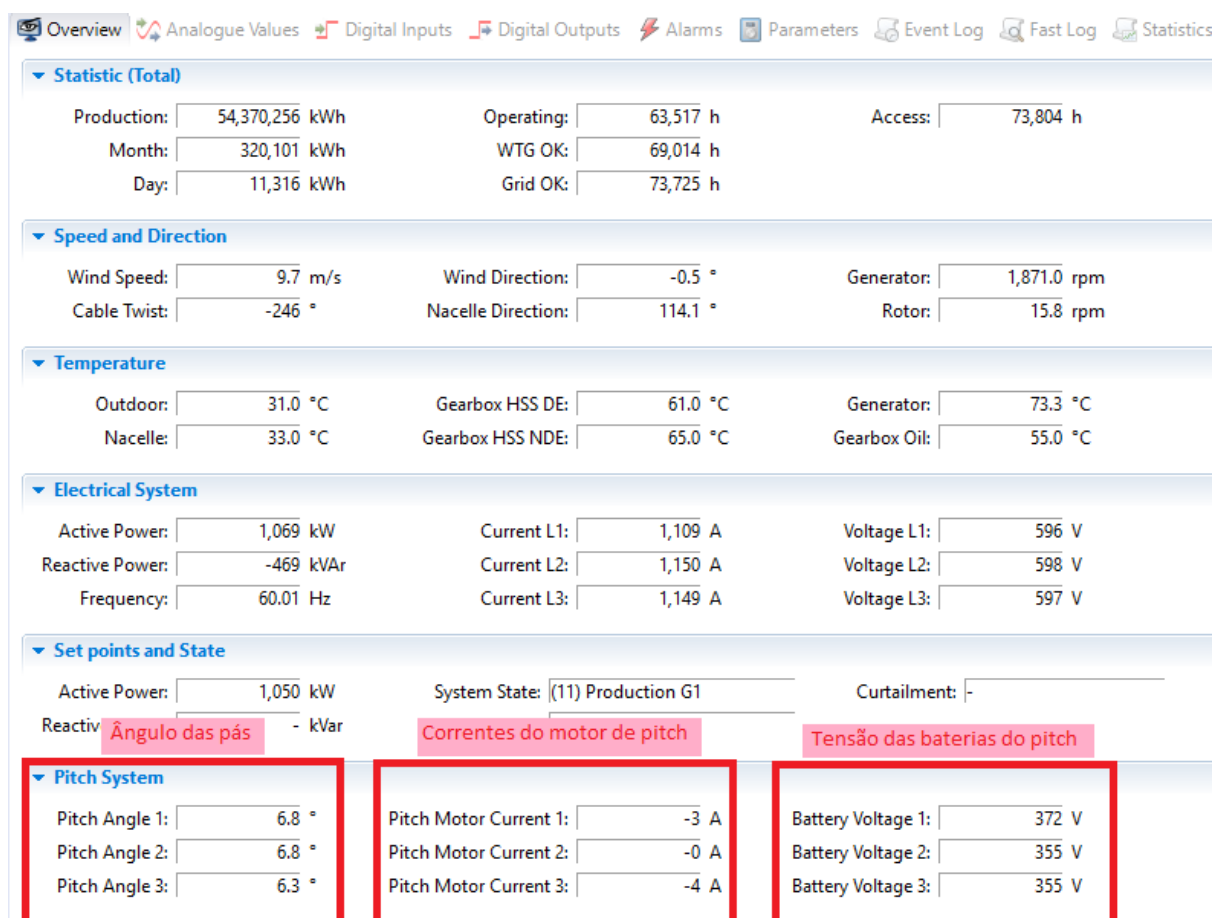 Overview Analogue Values Digital Inputs Digital Outputs Alarms Parameters Event Log Fast Log Statistics
Statistic (Total)
Production: 54,370,256 kWh Operating: 63,517 h Access: 73,804 h
Month: 320,101 kWh WTG OK: 69,014 h
Day: 11,316 kWh Grid OK: 73,725 h
Speed and Direction
Wind Speed: 9.7 m/s Wind Direction: -0.5 ° Generator: 1,871.0 rpm
Cable Twist: -246 ° Nacelle Direction: 114.1 ° Rotor: 15.8 rpm
Temperature
Outdoor: 31.0 °C Gearbox HSS DE: 61.0 °C Generator: 73.3 °C
Nacelle: 33.0 °C Gearbox HSS NDE: 65.0 °C Gearbox Oil: 55.0 °C
Electrical System
Active Power: 1,069 kW Current L1: 1,109 A Voltage L1: 596 V
Reactive Power: -469 kVAr Current L2: 1,150 A Voltage L2: 598 V
Frequency: 60.01 Hz Current L3: 1,149 A Voltage L3: 597 V
Set points and State
Active Power: 1,050 kW System State: (11) Production G1 Curtailment: -
Reactiv - kVar
Ângulo das pás Correntes do motor de pitch Tensão das baterias do pitch
Pitch System
Pitch Angle 1: 6.8 ° Pitch Motor Current 1: -3 A Battery Voltage 1: 372 V
Pitch Angle 2: 6.8 ° Pitch Motor Current 2: -0 A Battery Voltage 2: 355 V
Pitch Angle 3: 6.3 ° Pitch Motor Current 3: -4 A Battery Voltage 3: 355 V